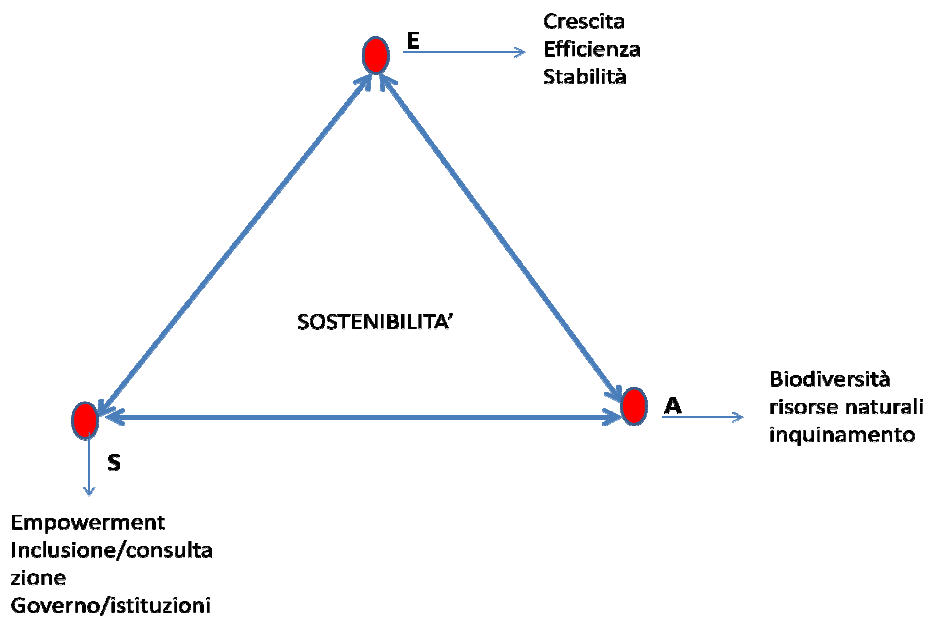 E
Crescita
Efficienza
Stabilità
SOSTENIBILITA’
A
Biodiversità
risorse naturali
inquinamento
S
Empowerment
Inclusione/consulta
zione
Governo/istituzioni